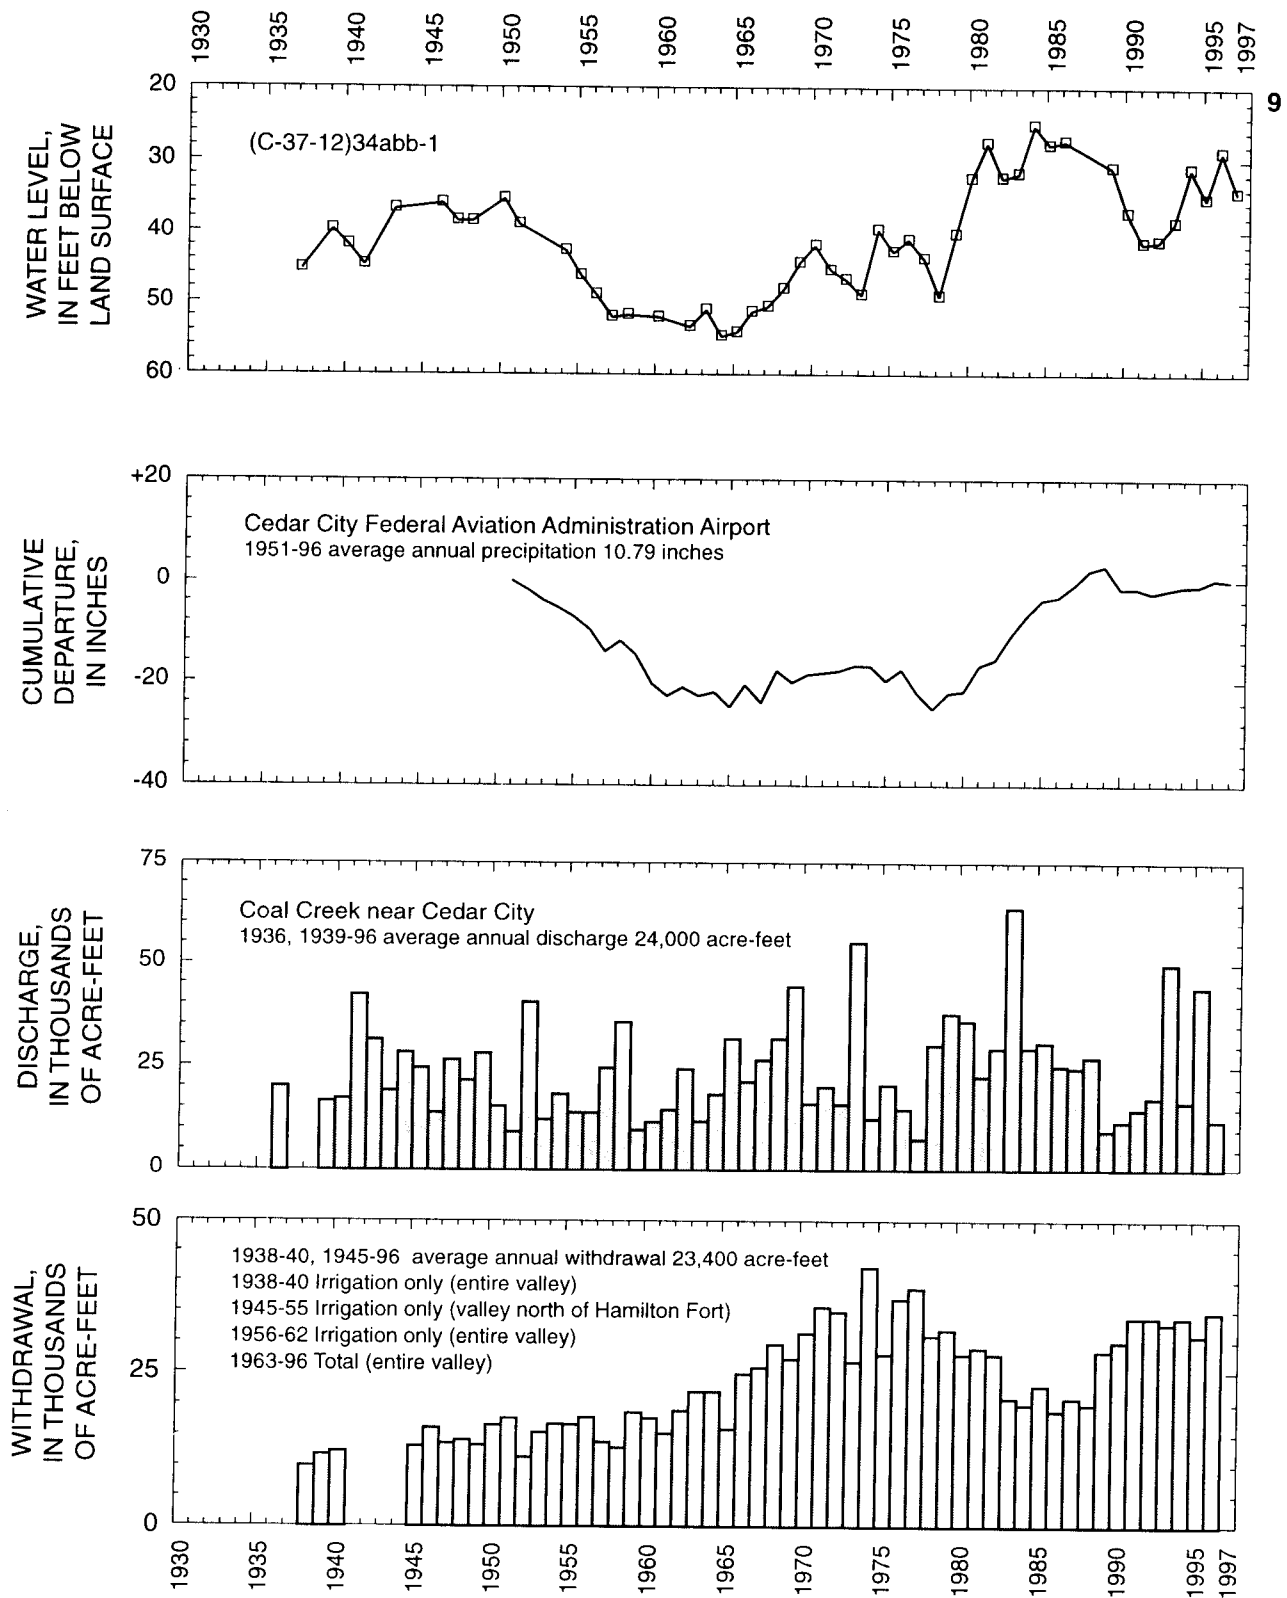 1930 1935 1940 1945 1950 1955 1960 1965 1970 1975 1980 1985 1990 1995 1997
9
WATER LEVEL,
IN FEET BELOW
LAND SURFACE
20
30
40
50
60
(C-37-12)34abb-1
CUMULATIVE
DEPARTURE,
IN INCHES
+20
0
-20
-40
Cedar City Federal Aviation Administration Airport
1951-96 average annual precipitation 10.79 inches
DISCHARGE,
IN THOUSANDS
OF ACRE-FEET
75
50
25
0
Coal Creek near Cedar City
1936, 1939-96 average annual discharge 24,000 acre-feet
WITHDRAWAL,
IN THOUSANDS
OF ACRE-FEET
50
25
0
1938-40, 1945-96 average annual withdrawal 23,400 acre-feet
1938-40 Irrigation only (entire valley)
1945-55 Irrigation only (valley north of Hamilton Fort)
1956-62 Irrigation only (entire valley)
1963-96 Total (entire valley)
1930 1935 1940 1945 1950 1955 1960 1965 1970 1975 1980 1985 1990 1995 1997